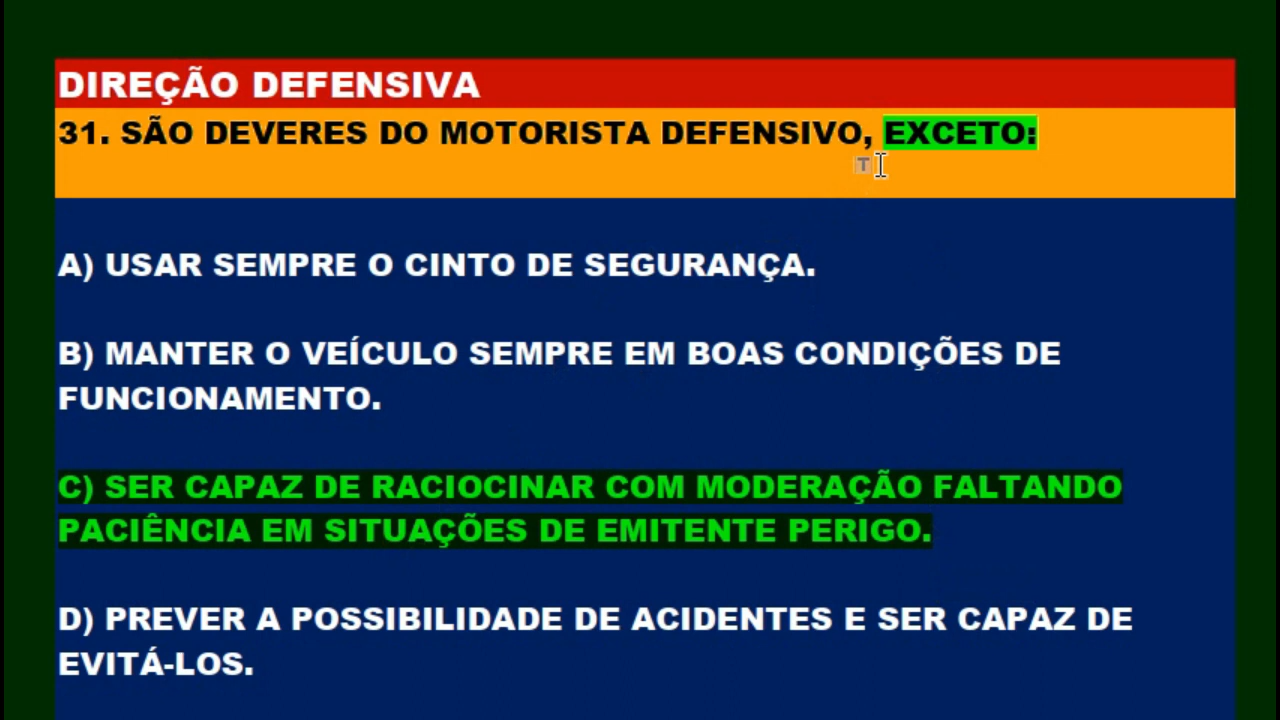 DIREÇÃO DEFENSIVA
31. SÃO DEVERES DO MOTORISTA DEFENSIVO, EXCETO:
T
A) USAR SEMPRE O CINTO DE SEGURANÇA.
B) MANTER O VEÍCULO SEMPRE EM BOAS CONDIÇÕES DE
FUNCIONAMENTO.
C) SER CAPAZ DE RACIOCINAR COM MODERAÇÃO FALTANDO
PACIÊNCIA EM SITUAÇÕES DE EMITENTE PERIGO.
D) PREVER A POSSIBILIDADE DE ACIDENTES E SER CAPAZ DE
EVITÁ-LOS.